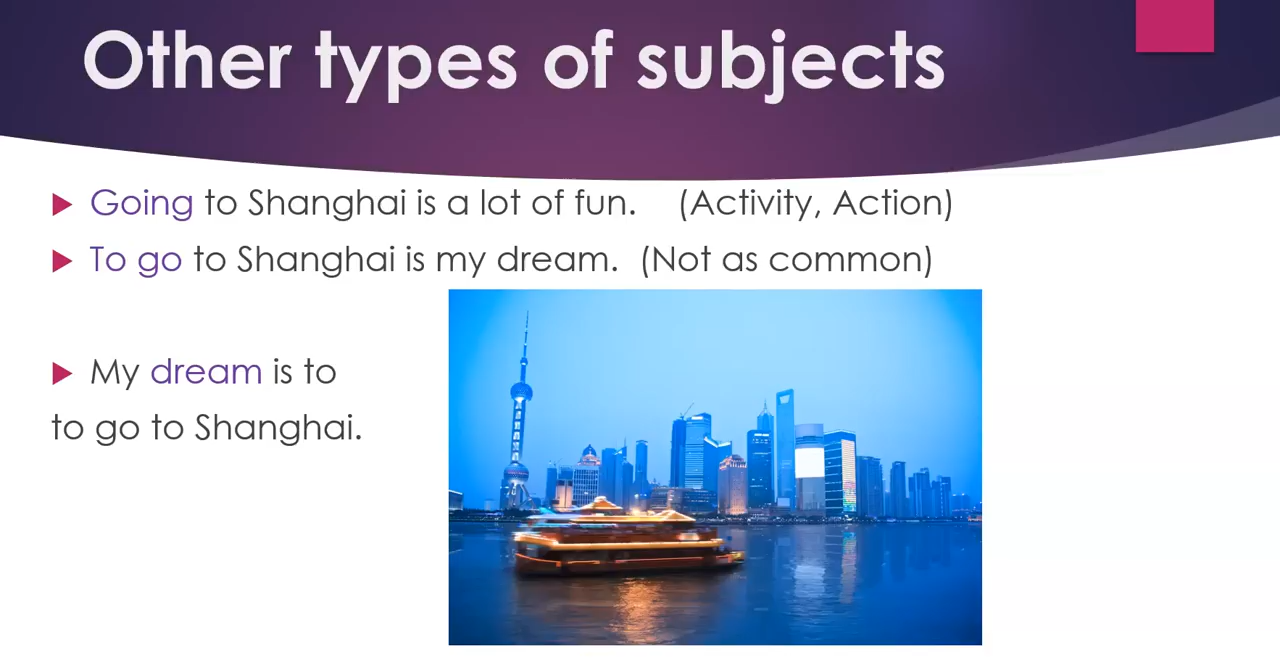 Other types of subjects
Going to Shanghai is a lot of fun. (Activity, Action)
To go to Shanghai is my dream. (Not as common)
My dream is to
to go to Shanghai.